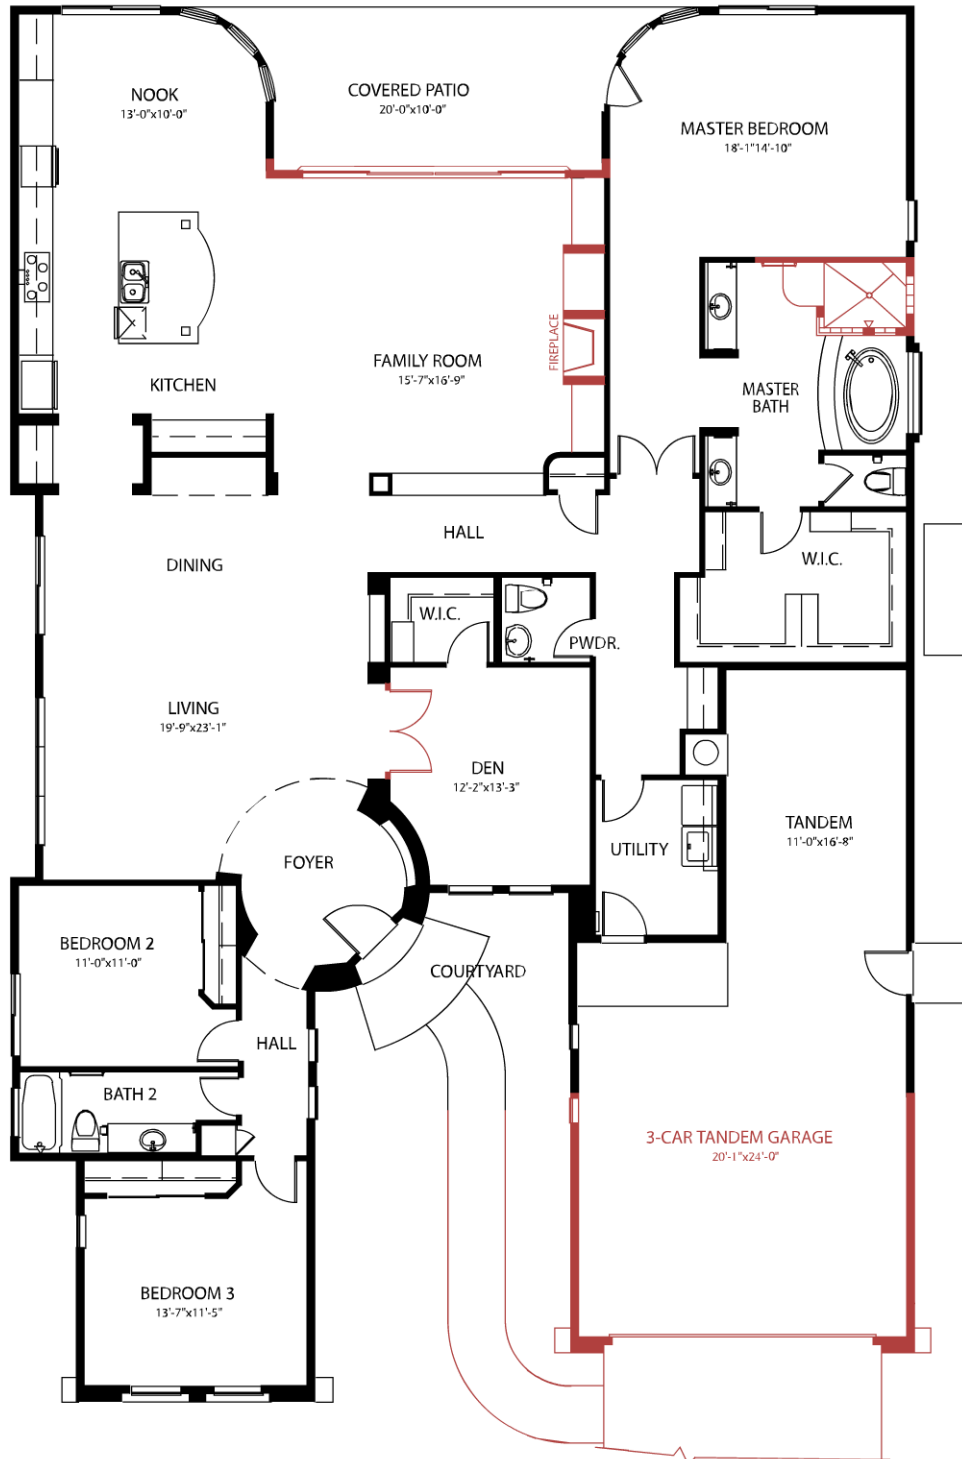 NOOK
13'-0"x10'-0"
COVERED PATIO
20'-0"x10'-0"
MASTER BEDROOM
18'-1"14'-10"
FIREPLACE
FAMILY ROOM
15'-7"x16'-9"
KITCHEN
MASTER
BATH
HALL
DINING
W.I.C.
W.I.C.
PWDR.
LIVING
19'-9"x23'-1"
DEN
12'-2"x13'-3"
TANDEM
11'-0"x16'-8"
UTILITY
FOYER
BEDROOM 2
11'-0"x11'-0"
COURTYARD
HALL
BATH 2
3-CAR TANDEM GARAGE
20'-1"x24'-0"
BEDROOM 3
13'-7"x11'-5"